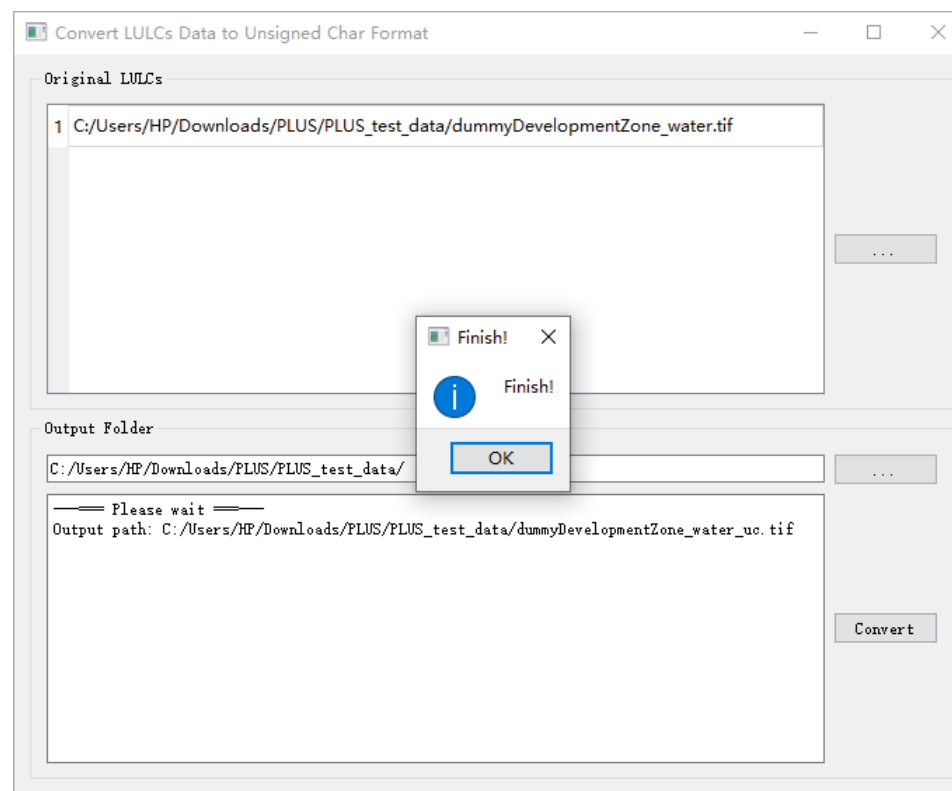 Convert LULCs Data to Unsigned Char Format
Original LULCs
1 C:/Users/HP/Downloads/PLUS/PLUS_test_data/dummyDevelopmentZone_water.tif
...
Finish!
Finish!
OK
Output Folder
C:/Users/HP/Downloads/PLUS/PLUS_test_data/
...
===== Please wait =====
Output path: C:/Users/HP/Downloads/PLUS/PLUS_test_data/dummyDevelopmentZone_water_uc.tif
Convert